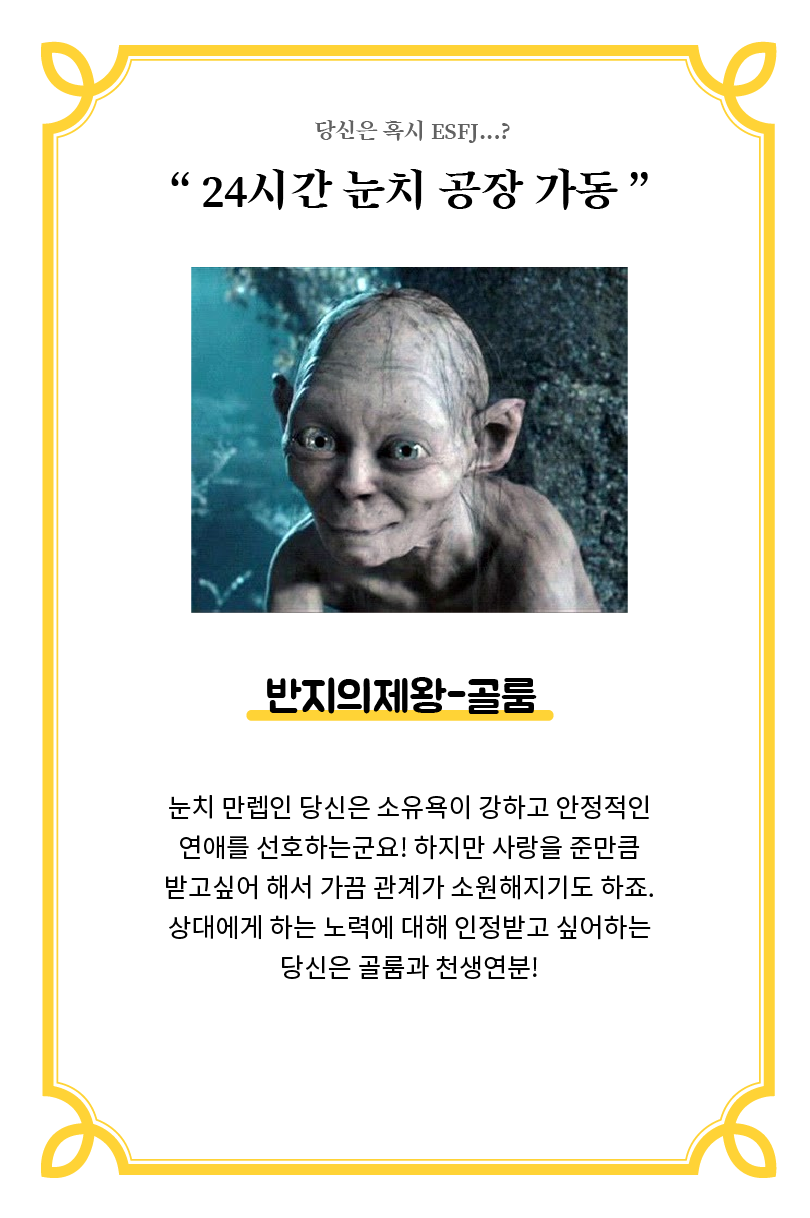 당신은 혹시 ESFJ...?
“ 24시간 눈치 공장 가동 ”
반지의제왕-골룸
눈치 만렙인 당신은 소유욕이 강하고 안정적인
연애를 선호하는군요! 하지만 사랑을 준만큼
받고싶어 해서 가끔 관계가 소원해지기도 하죠.
상대에게 하는 노력에 대해 인정받고 싶어하는
당신은 골룸과 천생연분!